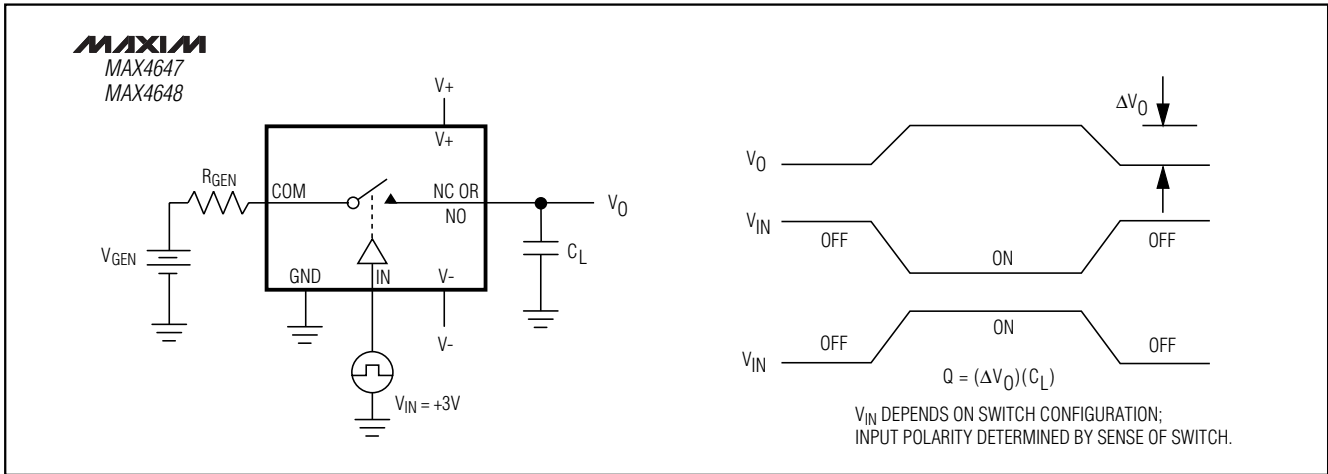 MAXIM
MAX4647
MAX4648
V+
V+
RGEN
COM
NC OR
NO
VO
VGEN
CL
GND
IN
V-
V-
VIN = +3V
ΔVO
VO
VIN
OFF
ON
OFF
VIN
OFF
ON
OFF
Q = (ΔVO)(CL)
VIN DEPENDS ON SWITCH CONFIGURATION;
INPUT POLARITY DETERMINED BY SENSE OF SWITCH.